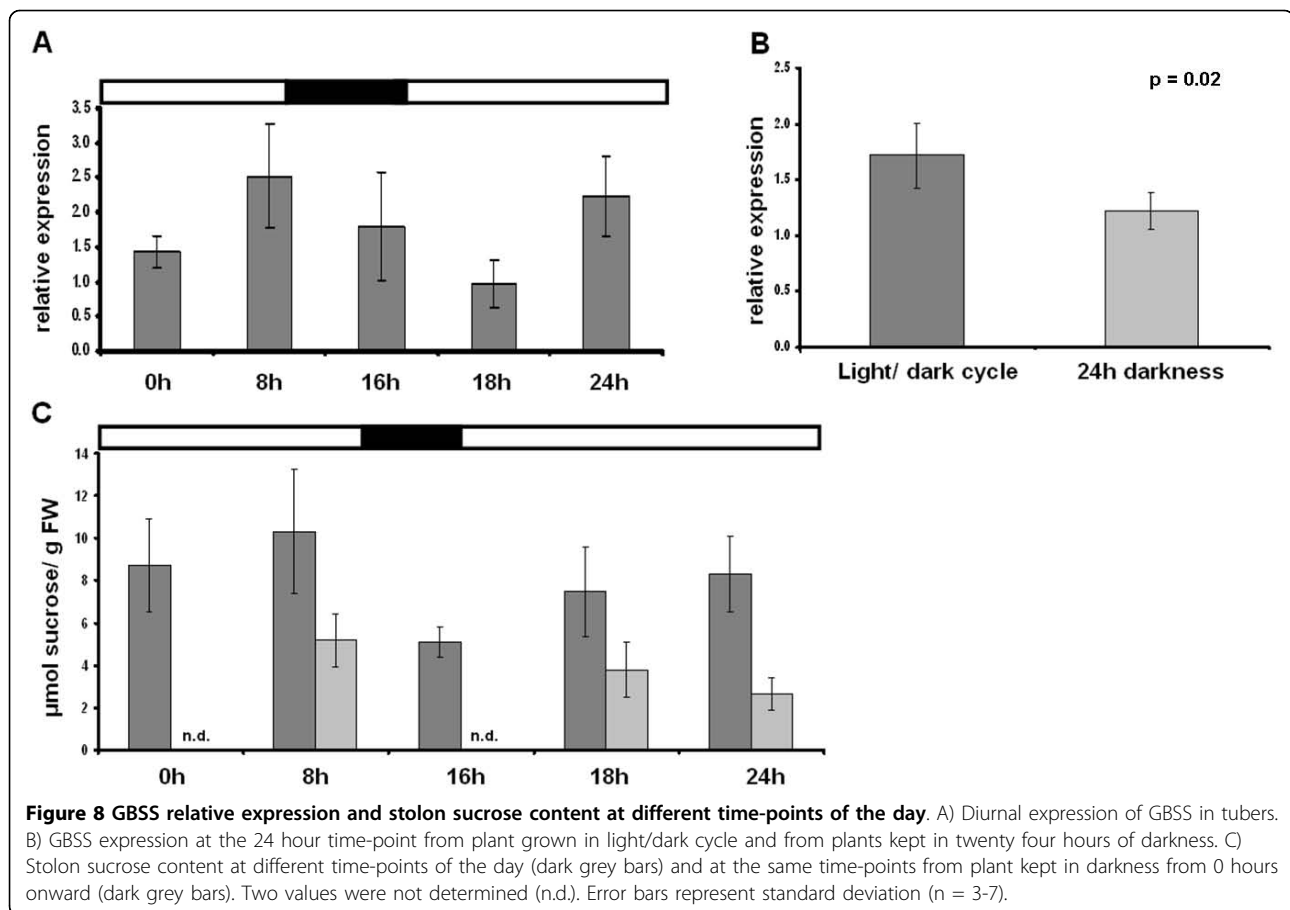 A
3.5
3.0
2.5
2.0
1.5
1.0
0.5
0.0
relative expression
0h 8h 16h 18h 24h
B
p = 0.02
2.5
2.0
1.5
1.0
0.5
0.0
relative expression
Light/ dark cycle 24h darkness
C
14
12
10
8
6
4
2
0
µmol sucrose/ g FW
n.d. n.d.
0h 8h 16h 18h 24h
Figure 8 GBSS relative expression and stolon sucrose content at different time-points of the day. A) Diurnal expression of GBSS in tubers.
B) GBSS expression at the 24 hour time-point from plant grown in light/dark cycle and from plants kept in twenty four hours of darkness. C)
Stolon sucrose content at different time-points of the day (dark grey bars) and at the same time-points from plant kept in darkness from 0 hours
onward (dark grey bars). Two values were not determined (n.d.). Error bars represent standard deviation (n = 3-7).